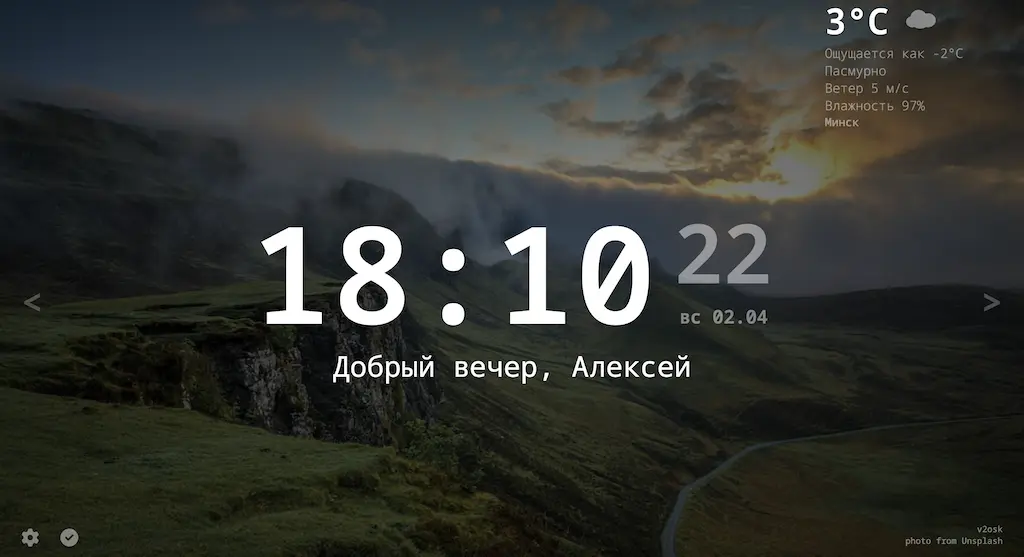 3°C
Ощущается как -2°C
Пасмурно
Ветер 5 м/с
Влажность 97%
Минск
18:10 22
вс 02.04
Добрый вечер, Алексей
< >
v2osk
photo from Unsplash